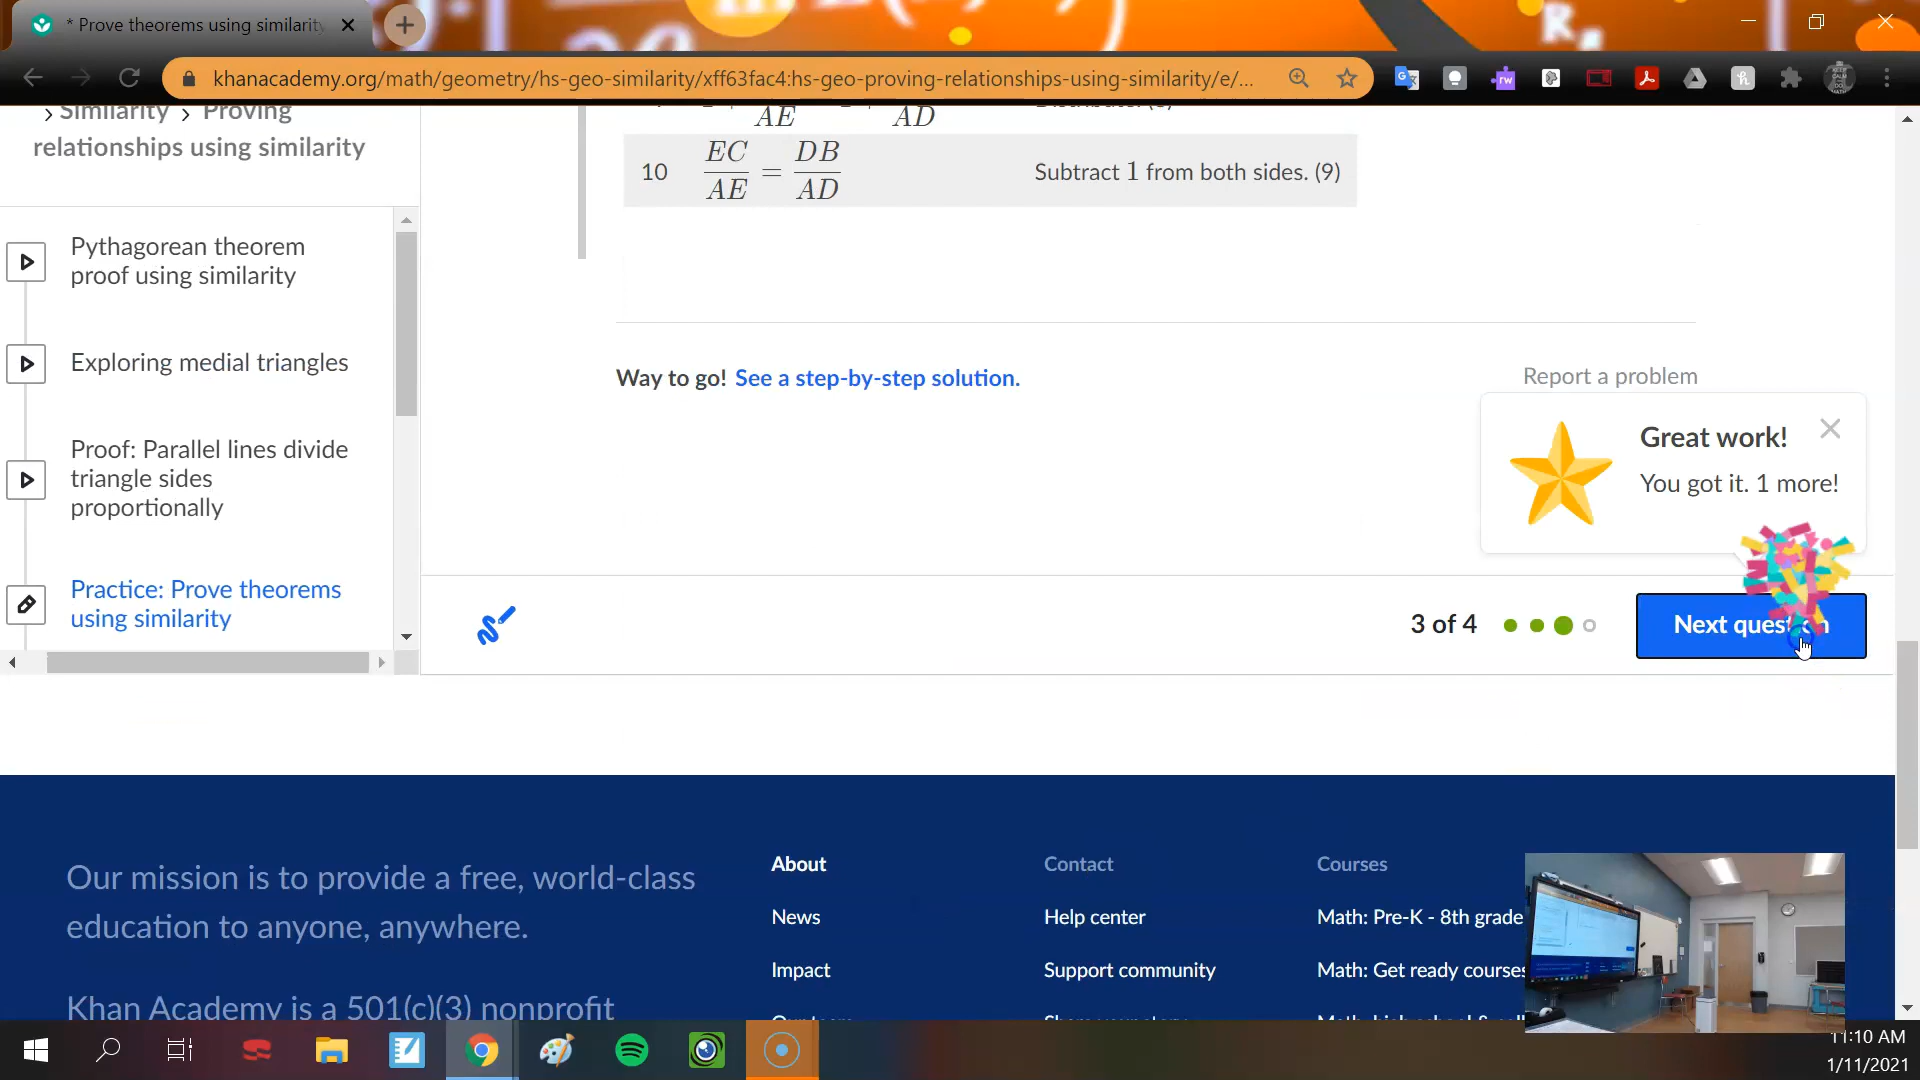 * Prove theorems using similarity
khanacademy.org/math/geometry/hs-geo-similarity/xff63fac4:hs-geo-proving-relationships-using-similarity/e/...
> Similarity > Proving
relationships using similarity
Pythagorean theorem
proof using similarity
Exploring medial triangles
Proof: Parallel lines divide
triangle sides
proportionally
Practice: Prove theorems
using similarity
AE AD
10 EC/AE = DB/AD Subtract 1 from both sides. (9)
Way to go! See a step-by-step solution.
Report a problem
Great work!
You got it. 1 more!
3 of 4
Next question
Our mission is to provide a free, world-class
education to anyone, anywhere.
Khan Academy is a 501(c)(3) nonprofit
About
News
Impact
Contact
Help center
Support community
Courses
Math: Pre-K - 8th grade
Math: Get ready courses
11:10 AM
1/11/2021